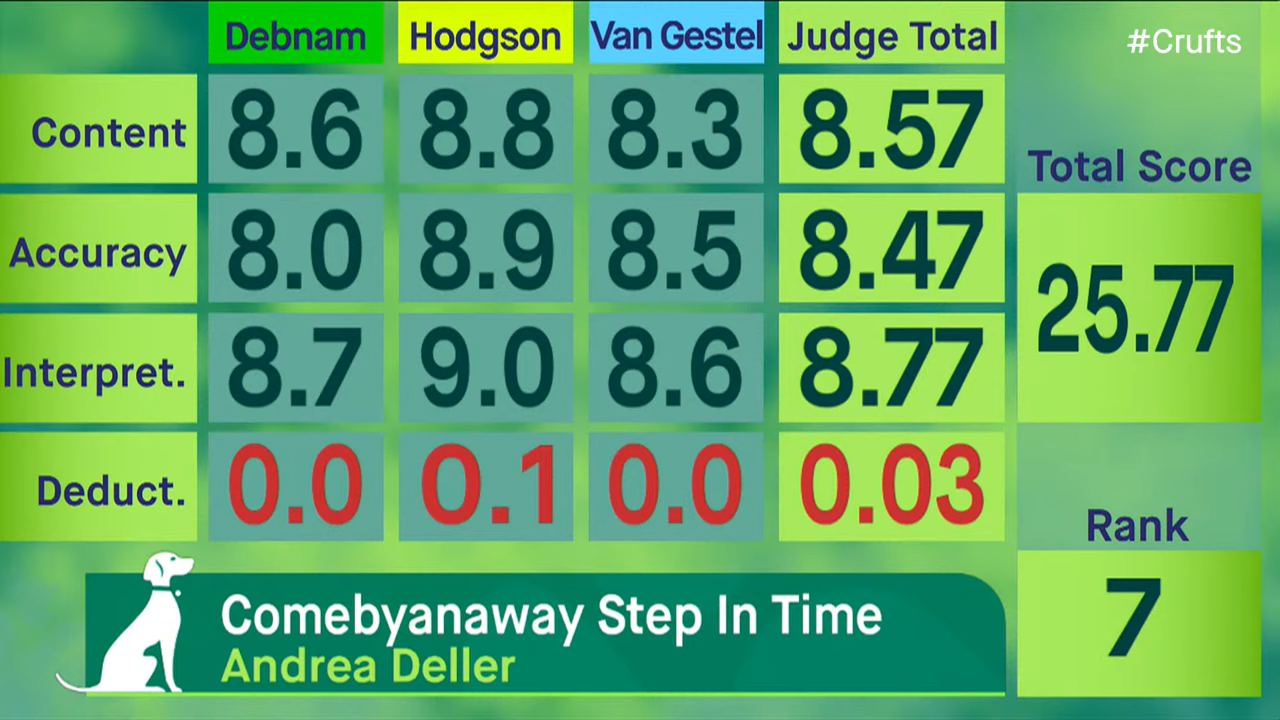 Debnam Hodgson Van Gestel Judge Total #Crufts
Content 8.6 8.8 8.3 8.57
Total Score
Accuracy 8.0 8.9 8.5 8.47
25.77
Interpret. 8.7 9.0 8.6 8.77
Deduct. 0.0 0.1 0.0 0.03
Rank
7
Comebyanaway Step In Time
Andrea Deller